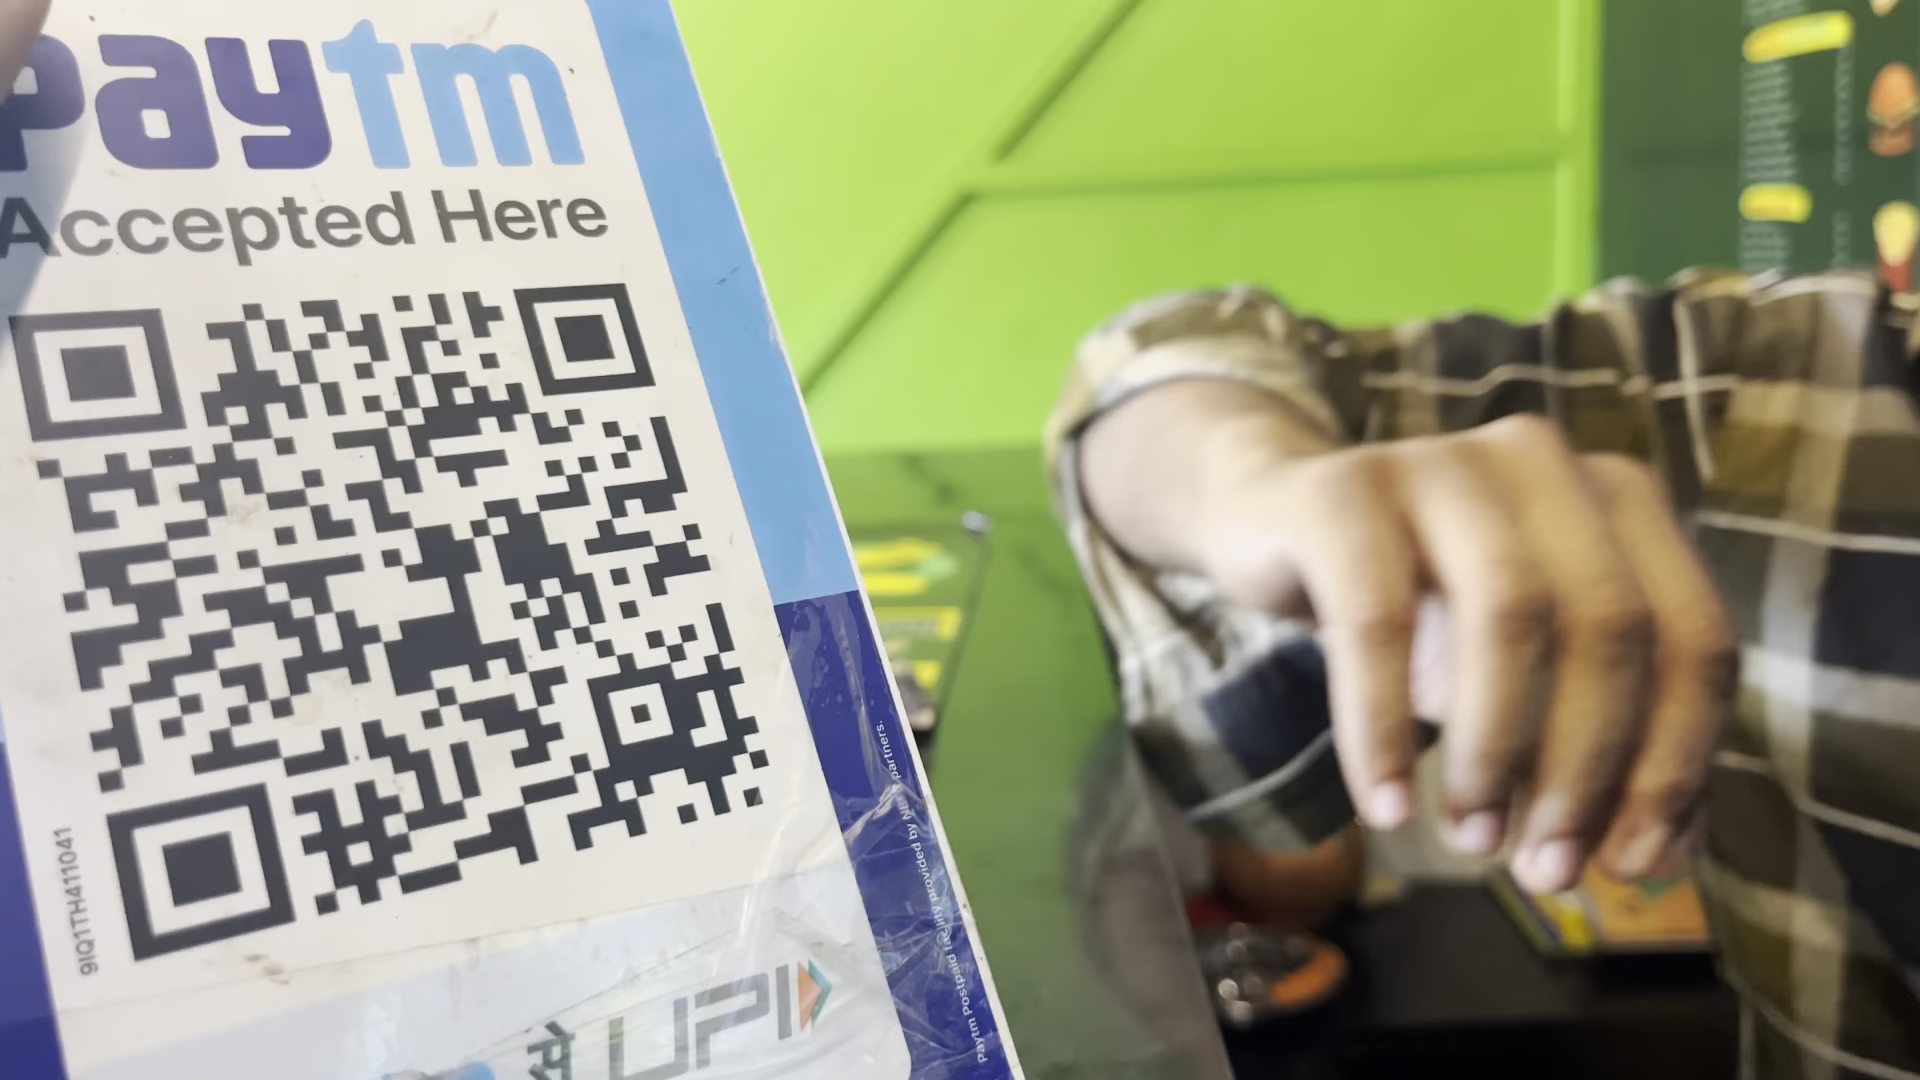 Paytm
Accepted Here
9IQ1TH411041
से UPI
Paytm Postpaid facility provided by partners.